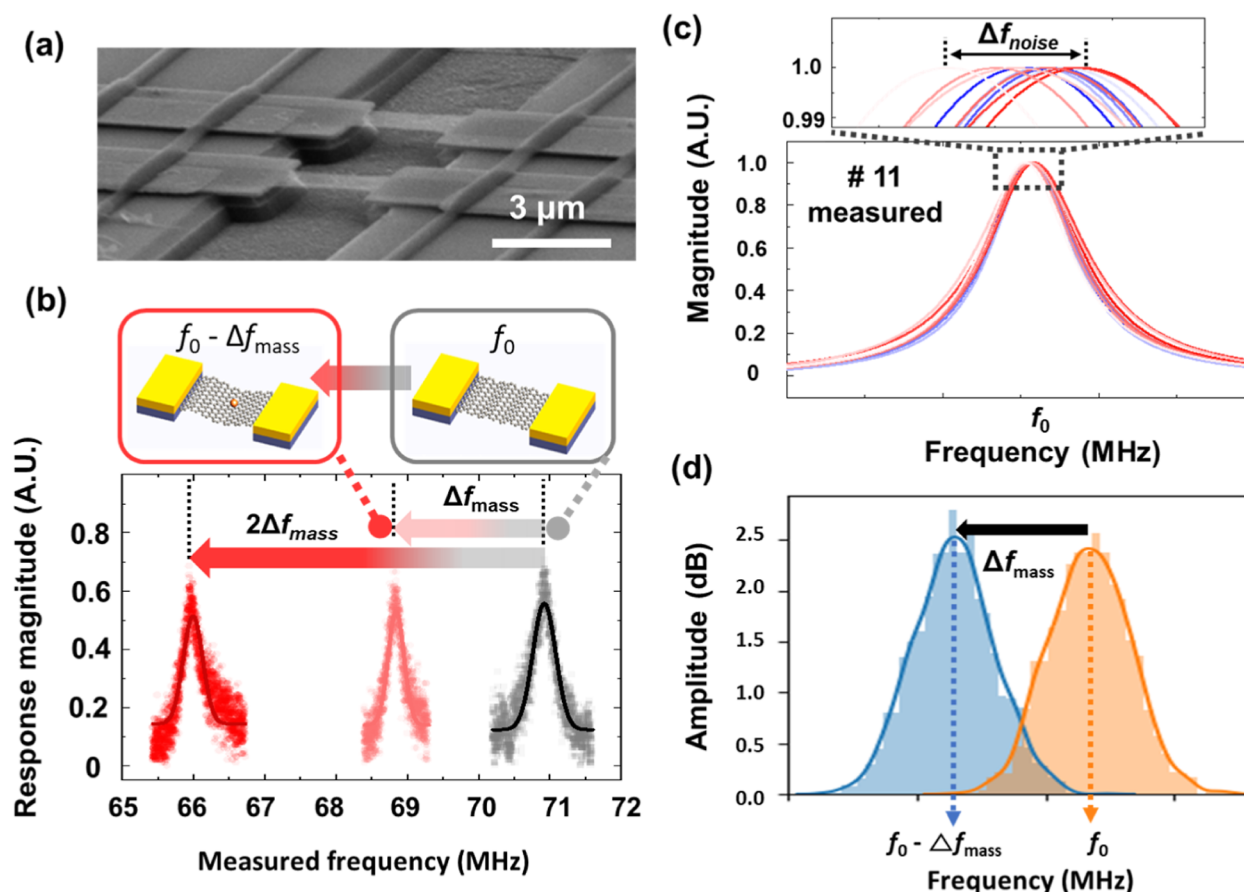 (a)
3 μm
(b)
f0 - Δfmass
f0
Response magnitude (A.U.)
0.8
0.6
0.4
0.2
0
2Δfmass
Δfmass
65 66 67 68 69 70 71 72
Measured frequency (MHz)
(c)
Δfnoise
1.0
0.99
Magnitude (A.U.)
1.0
0.8
0.6
0.4
0.2
0
# 11
measured
f0
Frequency (MHz)
(d)
Amplitude (dB)
2.5
2.0
1.5
1.0
0.5
0.0
Δfmass
f0 - △fmass
f0
Frequency (MHz)